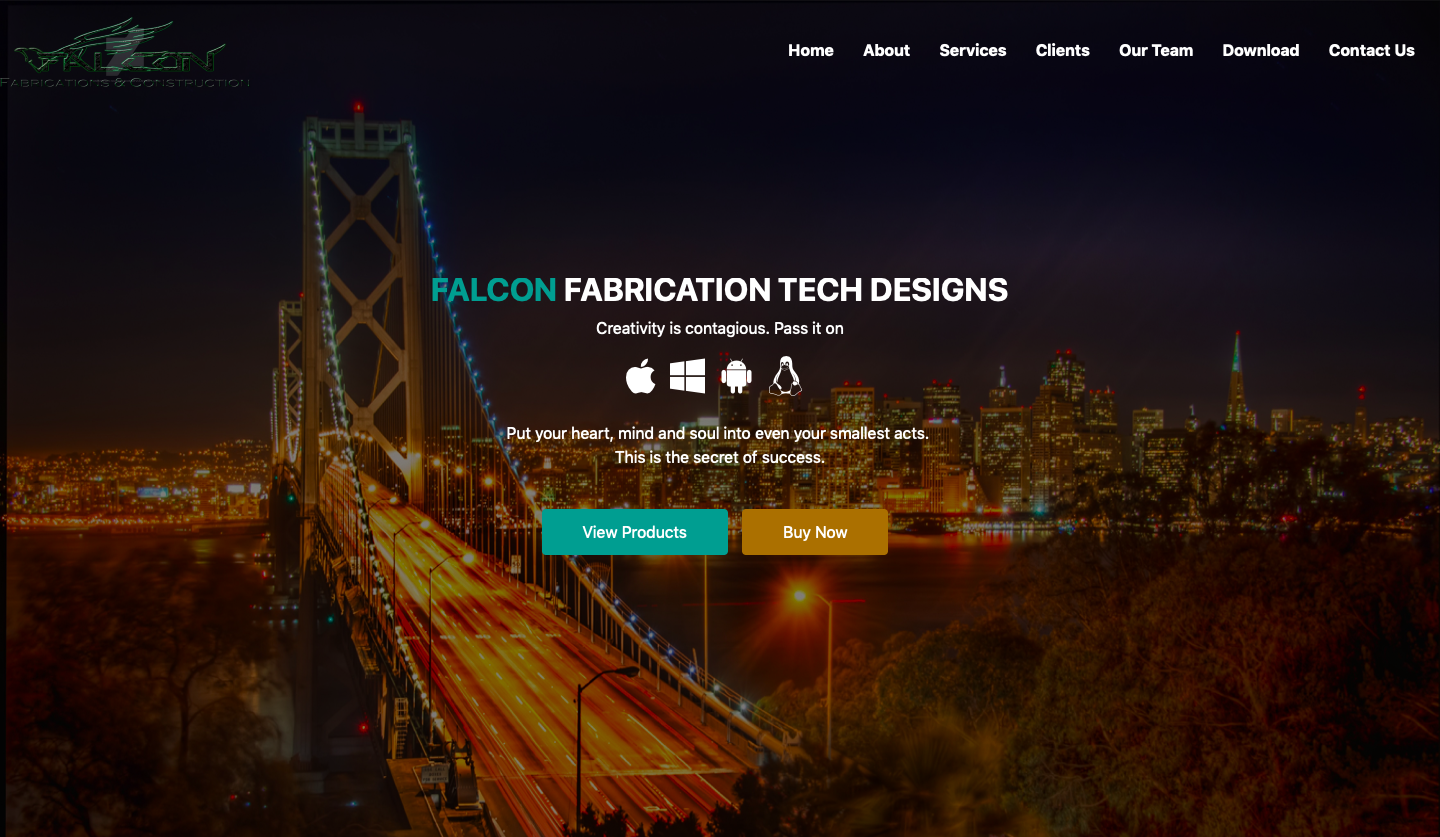 FALCON
Fabrications & Construction
Home About Services Clients Our Team Download Contact Us
FALCON FABRICATION TECH DESIGNS
Creativity is contagious. Pass it on
Put your heart, mind and soul into even your smallest acts.
This is the secret of success.
View Products Buy Now